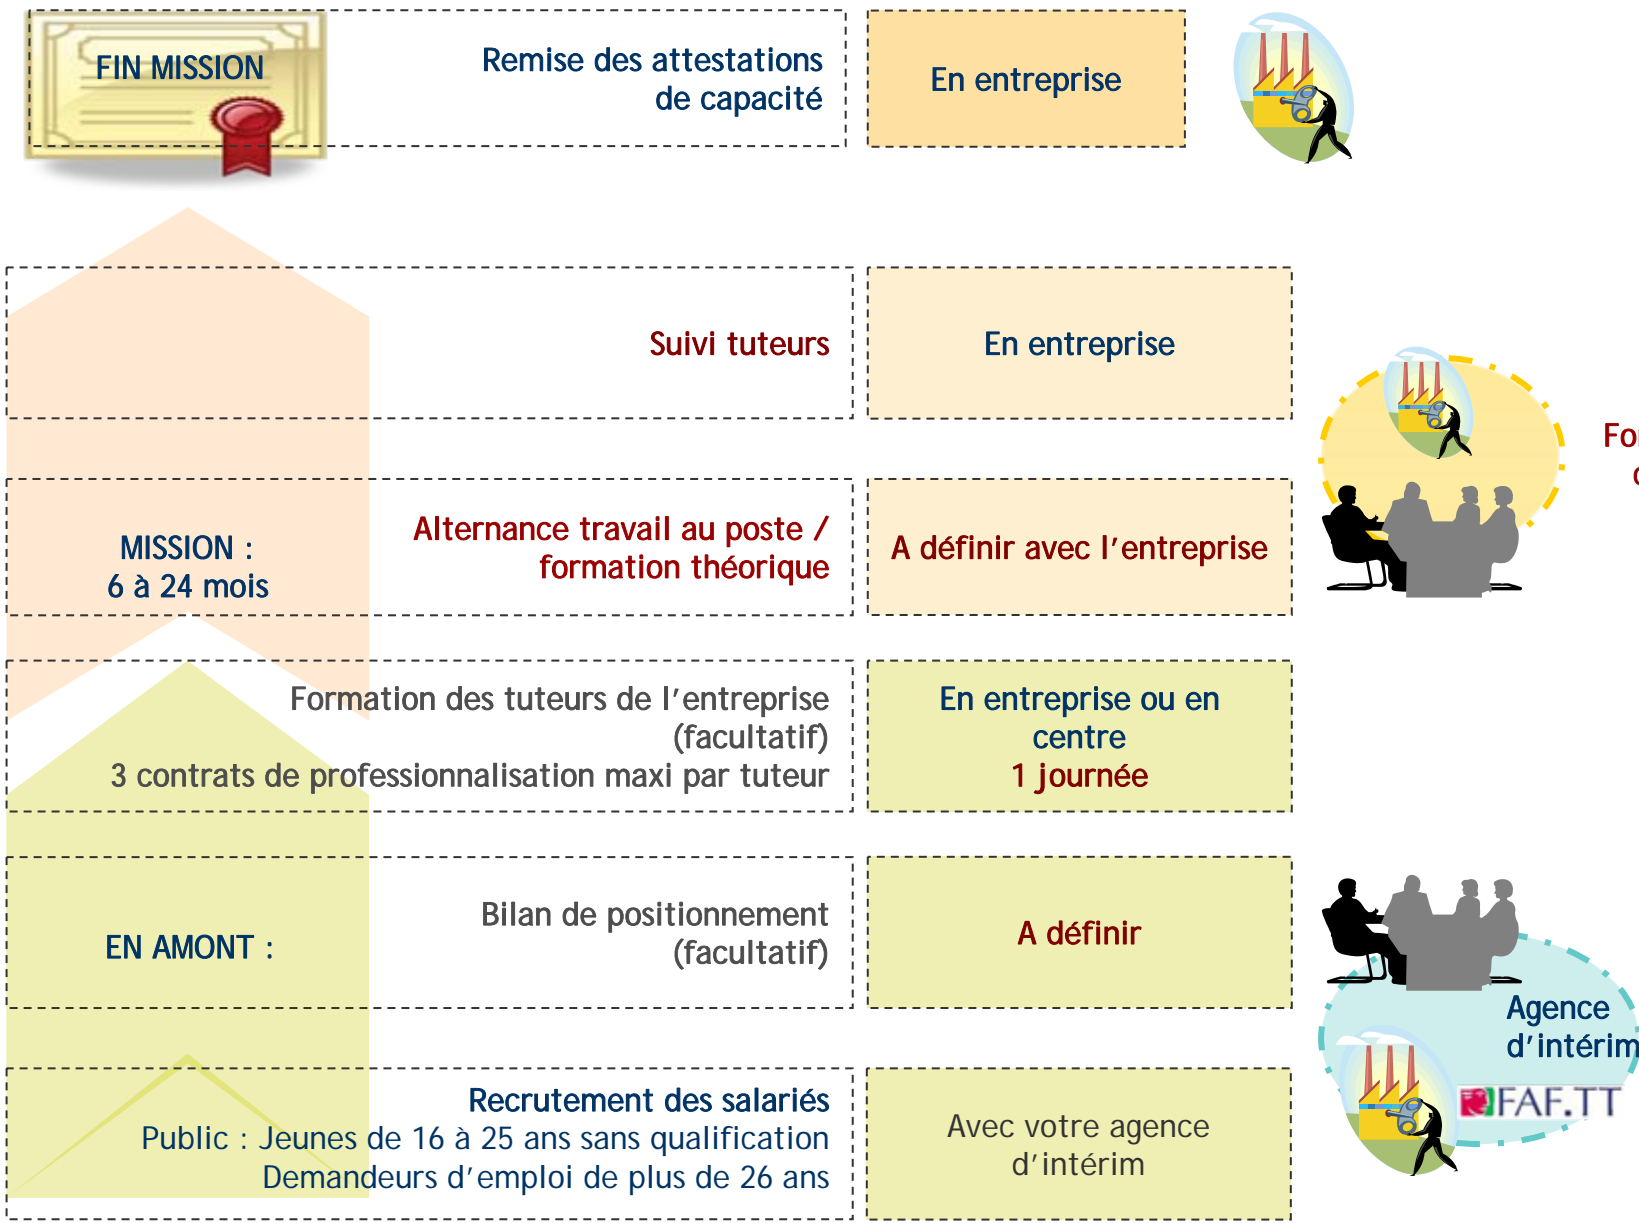 FIN MISSION
Remise des attestations
de capacité
En entreprise
Suivi tuteurs
En entreprise
MISSION :
6 à 24 mois
Alternance travail au poste /
formation théorique
A définir avec l'entreprise
Formation des tuteurs de l'entreprise
(facultatif)
3 contrats de professionnalisation maxi par tuteur
En entreprise ou en
centre
1 journée
EN AMONT :
Bilan de positionnement
(facultatif)
A définir
Agence
d'intérim
FAF.TT
Recrutement des salariés
Public : Jeunes de 16 à 25 ans sans qualification
Demandeurs d'emploi de plus de 26 ans
Avec votre agence
d'intérim